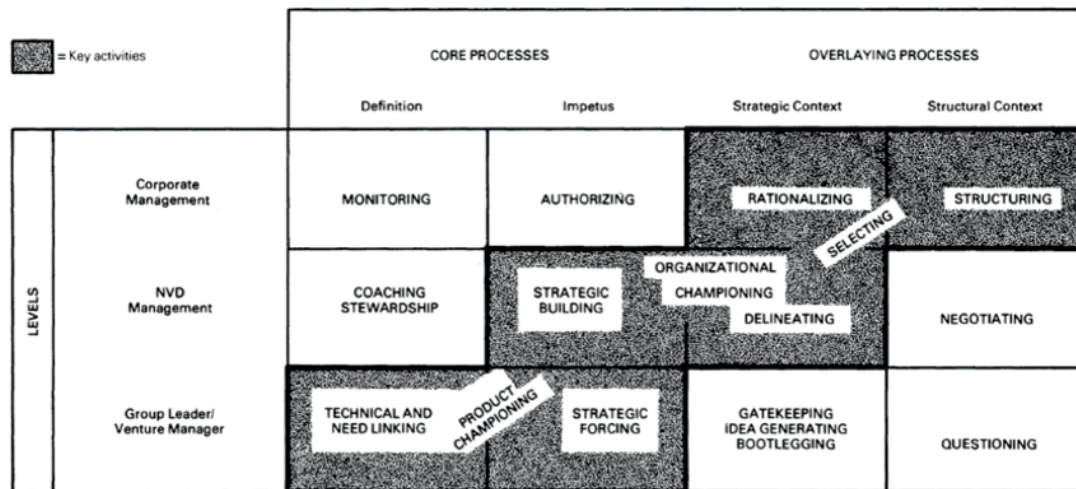 = Key activities
CORE PROCESSES
OVERLAYING PROCESSES
Definition
Impetus
Strategic Context
Structural Context
LEVELS
Corporate
Management
MONITORING
AUTHORIZING
RATIONALIZING
SELECTING
STRUCTURING
NVD
Management
COACHING
STEWARDSHIP
STRATEGIC
BUILDING
ORGANIZATIONAL
CHAMPIONING
DELINEATING
NEGOTIATING
Group Leader/
Venture Manager
TECHNICAL AND
NEED LINKING
PRODUCT
CHAMPIONING
STRATEGIC
FORCING
GATEKEEPING
IDEA GENERATING
BOOTLEGGING
QUESTIONING